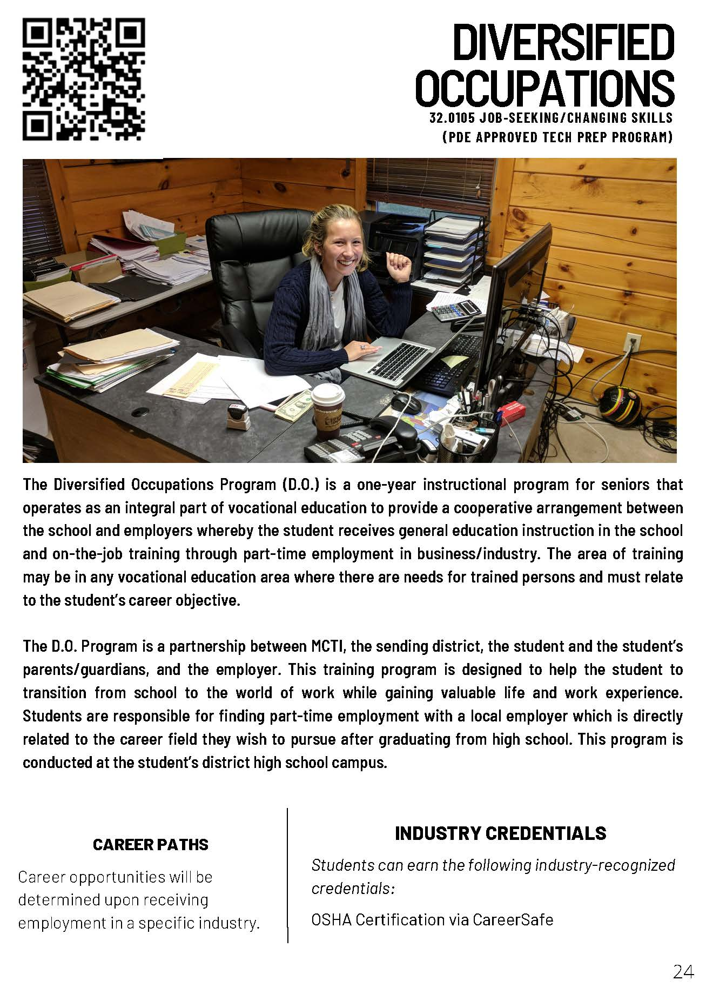 DIVERSIFIED
OCCUPATIONS
32.0105 JOB-SEEKING/CHANGING SKILLS
(PDE APPROVED TECH PREP PROGRAM)
The Diversified Occupations Program (D.O.) is a one-year instructional program for seniors that
operates as an integral part of vocational education to provide a cooperative arrangement between
the school and employers whereby the student receives general education instruction in the school
and on-the-job training through part-time employment in business/industry. The area of training
may be in any vocational education area where there are needs for trained persons and must relate
to the student's career objective.
The D.O. Program is a partnership between MCTI, the sending district, the student and the student's
parents/guardians, and the employer. This training program is designed to help the student to
transition from school to the world of work while gaining valuable life and work experience.
Students are responsible for finding part-time employment with a local employer which is directly
related to the career field they wish to pursue after graduating from high school. This program is
conducted at the student's district high school campus.
CAREER PATHS
Career opportunities will be
determined upon receiving
employment in a specific industry.
INDUSTRY CREDENTIALS
Students can earn the following industry-recognized
credentials:
OSHA Certification via CareerSafe
24